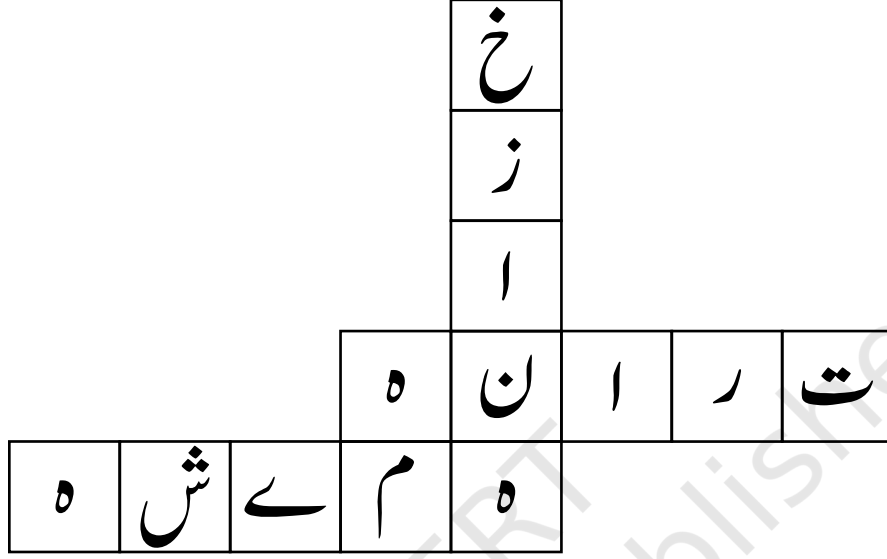 خ
ز
ا
ت ر ا ن ہ
ہ م ے ش ہ